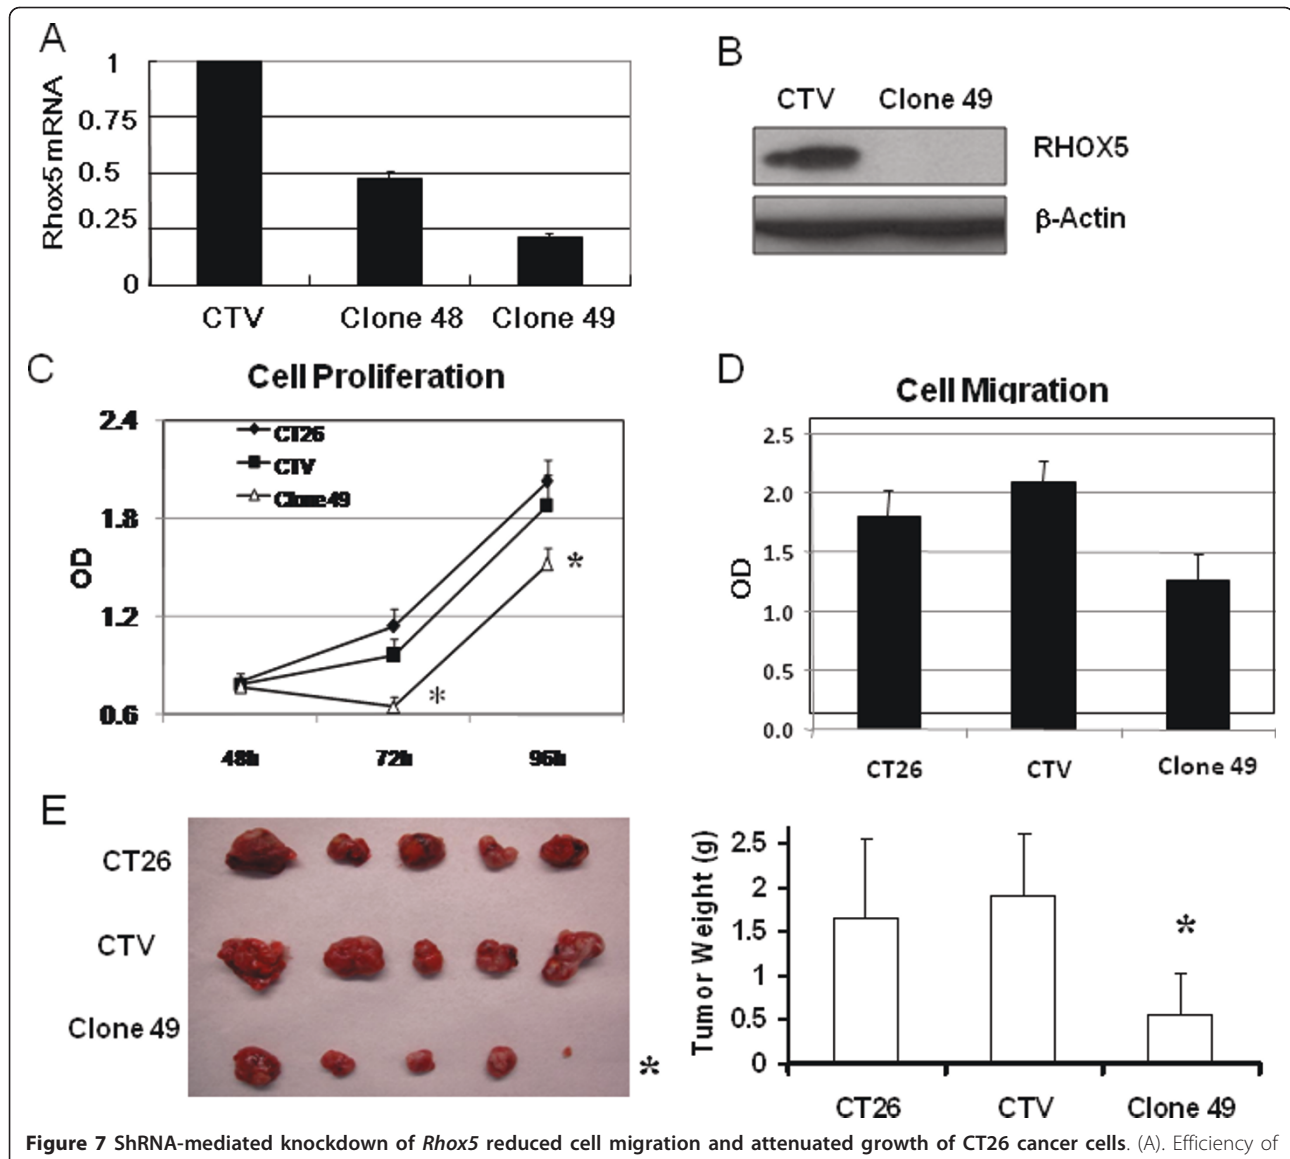 A
Rhox5 mRNA
1
0.75
0.5
0.25
0
CTV Clone 48 Clone 49
B
CTV Clone 49
RHOX5
β-Actin
C
Cell Proliferation
OD
2.4
1.8
1.2
0.6
CT26
CTV
Clone 49
*
*
48h 72h 96h
D
Cell Migration
OD
2.5
2.0
1.5
1.0
0.5
0.0
CT26 CTV Clone 49
E
CT26
CTV
Clone 49
*
Tumor Weight (g)
2.5
2
1.5
1
0.5
0
*
CT26 CTV Clone 49
Figure 7 ShRNA-mediated knockdown of Rhox5 reduced cell migration and attenuated growth of CT26 cancer cells. (A). Efficiency of